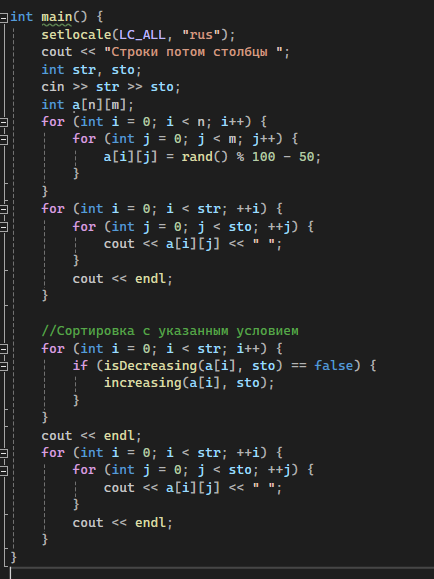 int main() {
setlocale(LC_ALL, "rus");
cout << "Строки потом столбцы ";
int str, sto;
cin >> str >> sto;
int a[n][m];
for (int i = 0; i < n; i++) {
for (int j = 0; j < m; j++) {
a[i][j] = rand() % 100 - 50;
}
}
for (int i = 0; i < str; ++i) {
for (int j = 0; j < sto; ++j) {
cout << a[i][j] << " ";
}
cout << endl;
}
//Сортировка с указанным условием
for (int i = 0; i < str; i++) {
if (isDecreasing(a[i], sto) == false) {
increasing(a[i], sto);
}
}
cout << endl;
for (int i = 0; i < str; ++i) {
for (int j = 0; j < sto; ++j) {
cout << a[i][j] << " ";
}
cout << endl;
}
}